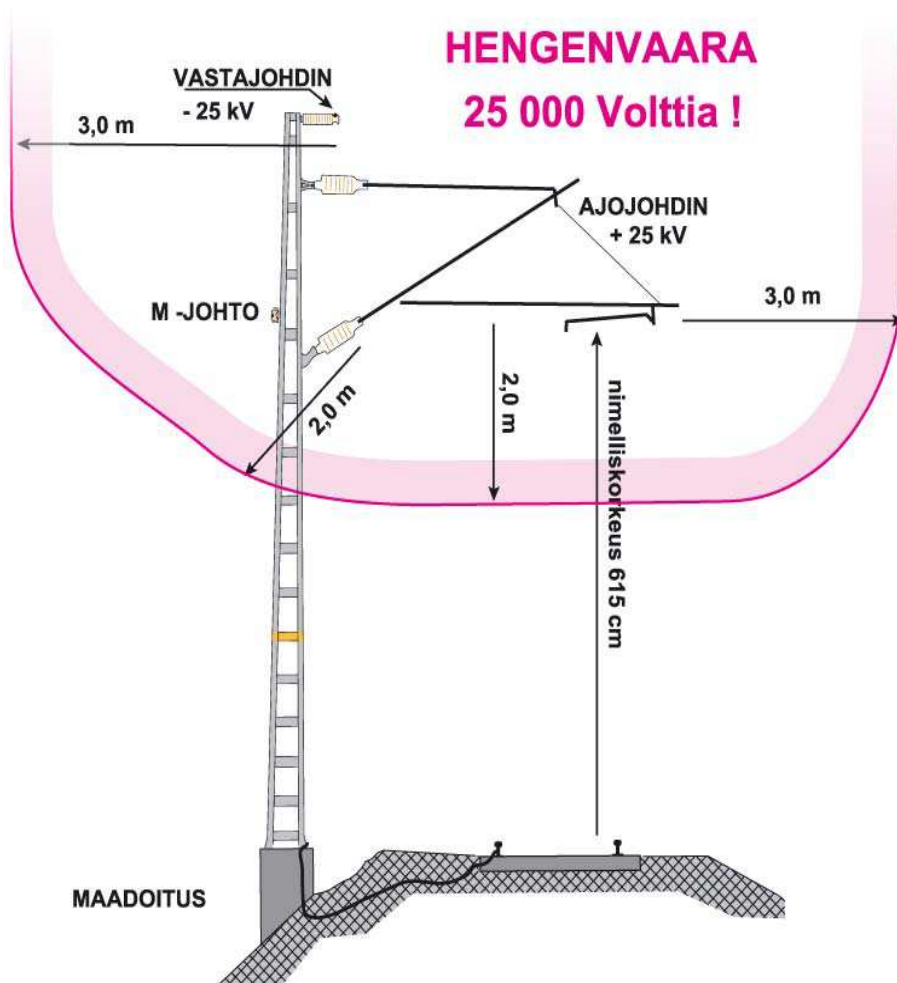 HENGENVAARA
25 000 Volttia !
VASTAJOHDIN
- 25 kV
3,0 m
AJOJOHDIN
+ 25 kV
M -JOHTO
3,0 m
2,0 m
2,0 m
nimelliskorkeus 615 cm
MAADOITUS